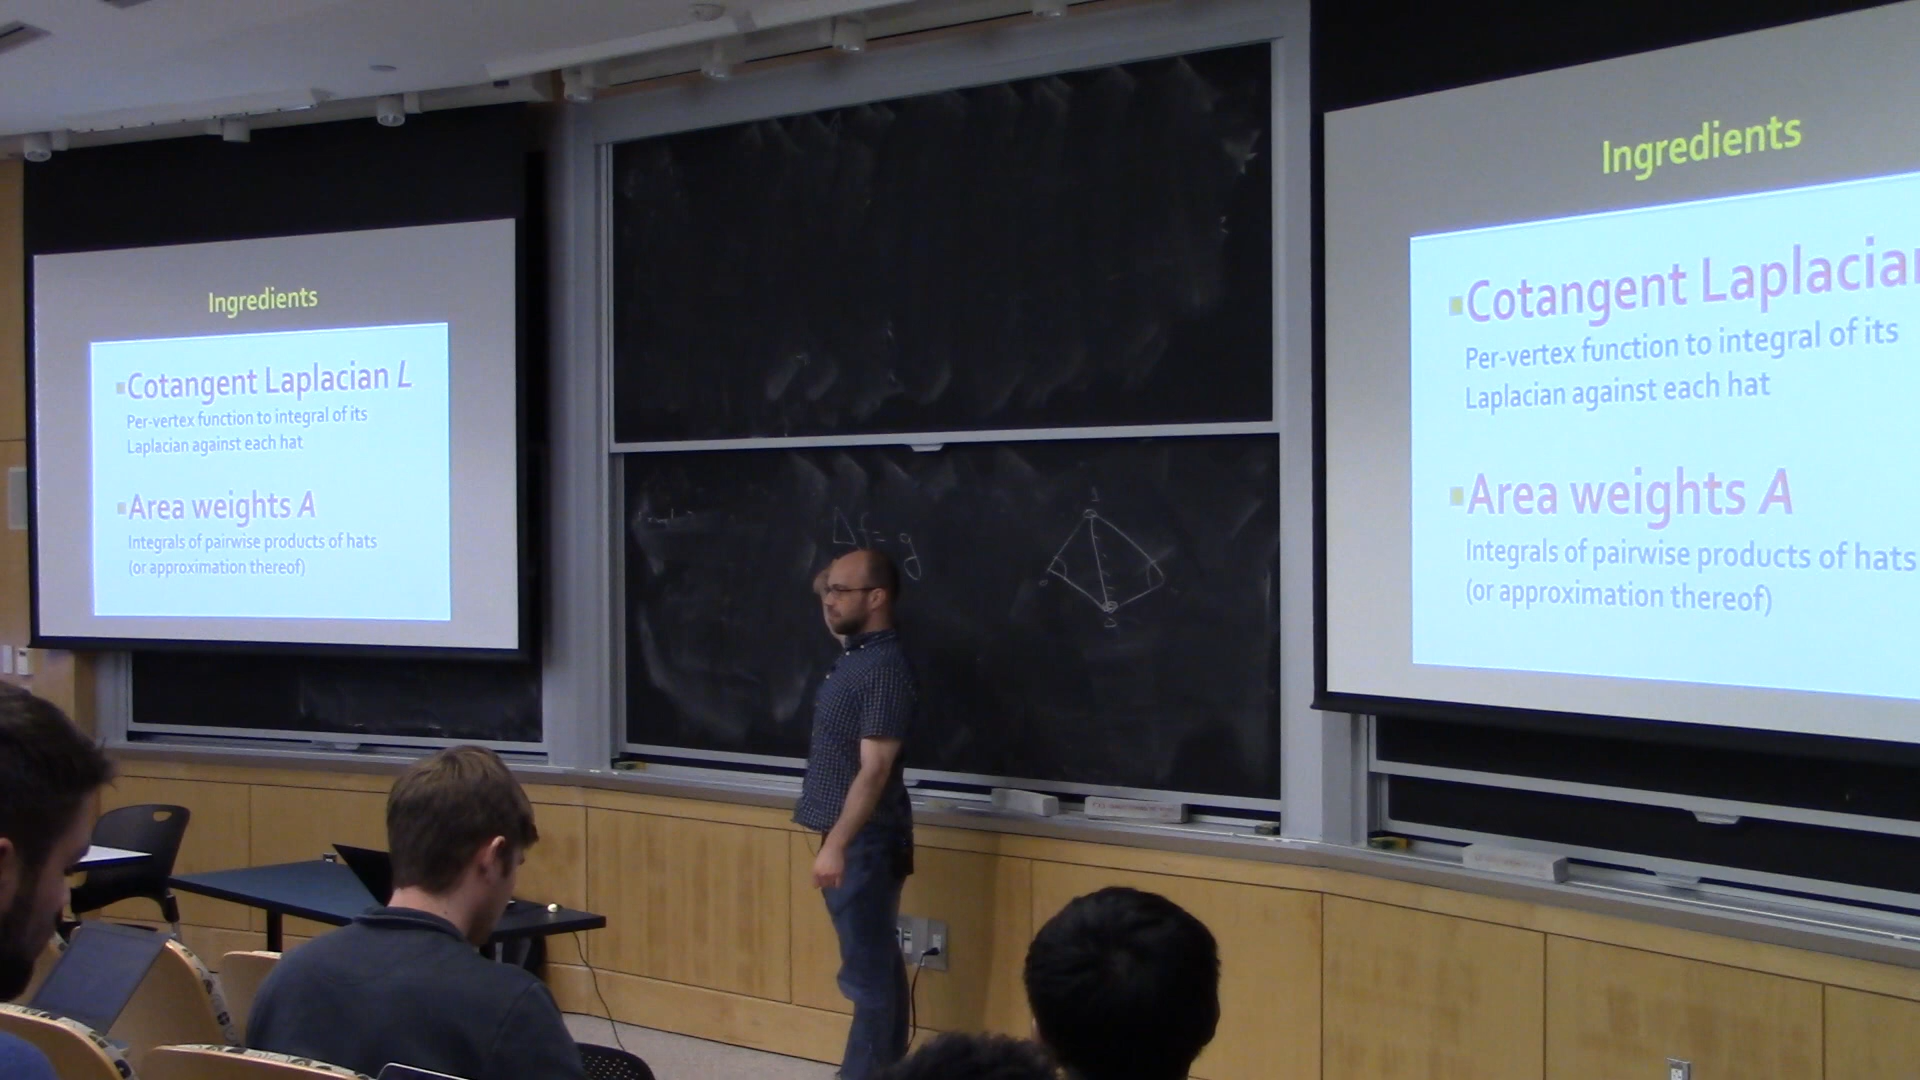 Ingredients
Cotangent Laplacian L
Per-vertex function to integral of its
Laplacian against each hat
Area weights A
Integrals of pairwise products of hats
(or approximation thereof)
Δf = g
Ingredients
Cotangent Laplacian
Per-vertex function to integral of its
Laplacian against each hat
Area weights A
Integrals of pairwise products of hats
(or approximation thereof)